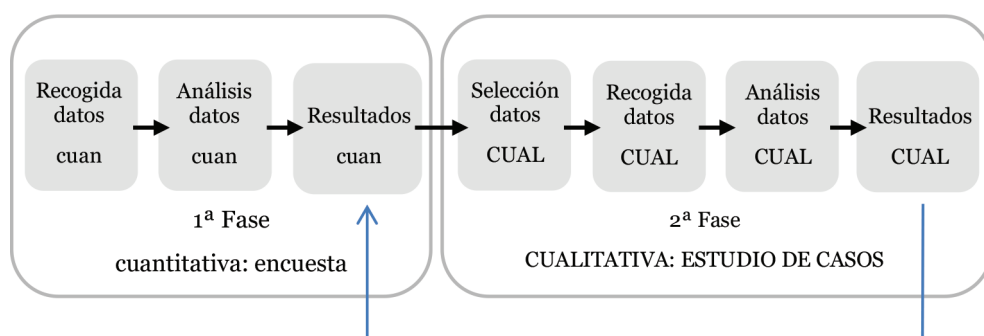 Recogida
datos
cuan
Análisis
datos
cuan
Resultados
cuan
1ª Fase
cuantitativa: encuesta
Selección
datos
CUAL
Recogida
datos
CUAL
Análisis
datos
CUAL
Resultados
CUAL
2ª Fase
CUALITATIVA: ESTUDIO DE CASOS